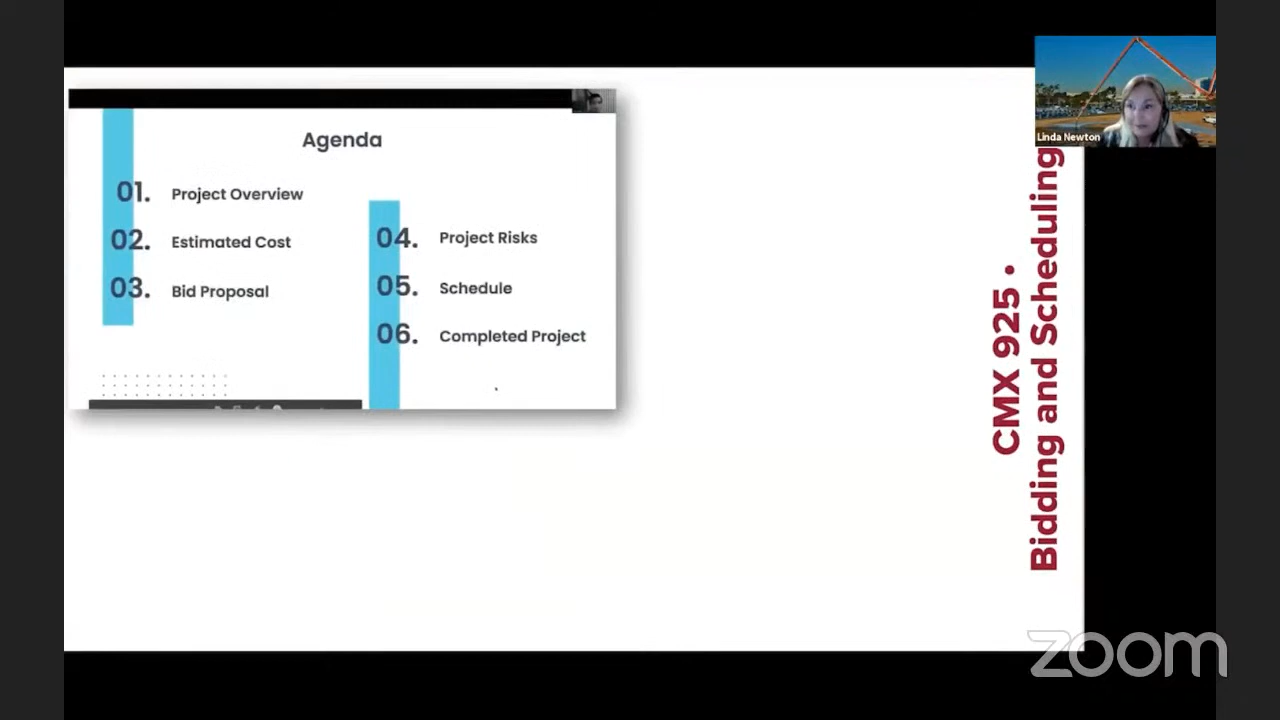 Agenda
01. Project Overview
02. Estimated Cost
03. Bid Proposal
04. Project Risks
05. Schedule
06. Completed Project
CMX 925 •
Bidding and Scheduling
Linda Newton
zoom